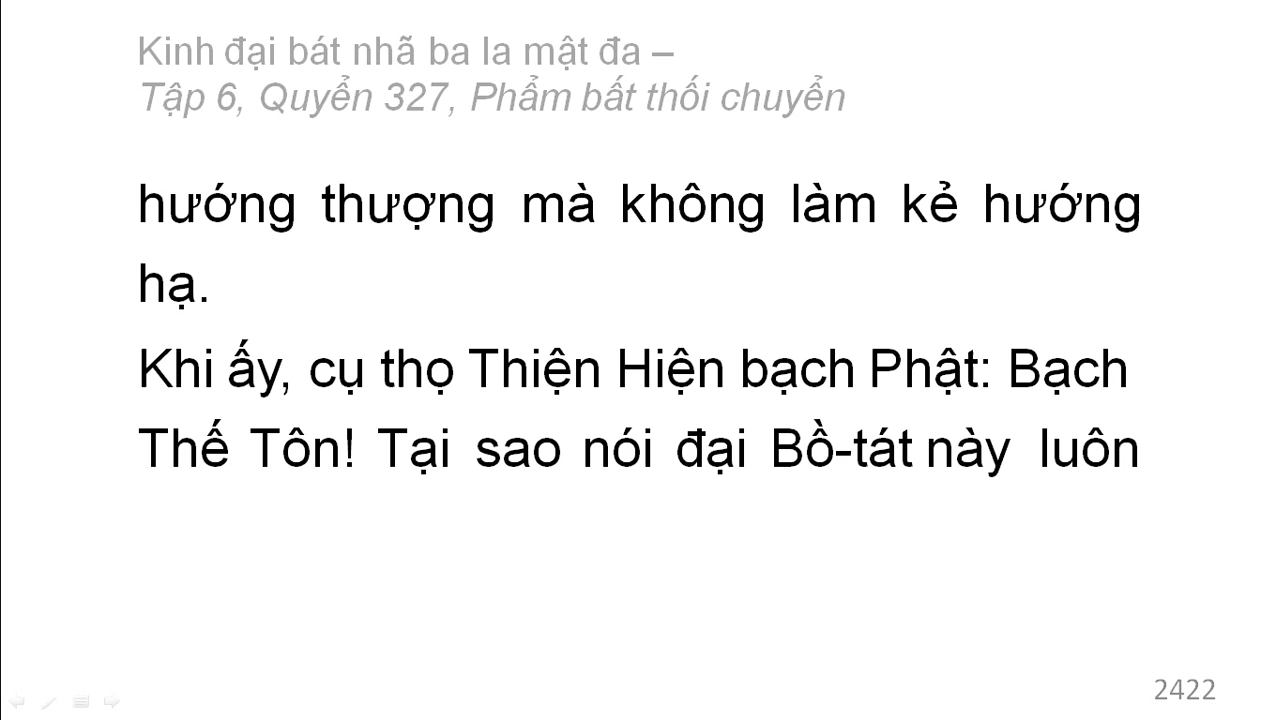 Kinh đại bát nhã ba la mật đa –
Tập 6, Quyển 327, Phẩm bất thối chuyển
hướng thượng mà không làm kẻ hướng
hạ.
Khi ấy, cụ thọ Thiện Hiện bạch Phật: Bạch
Thế Tôn! Tại sao nói đại Bồ-tát này luôn
2422